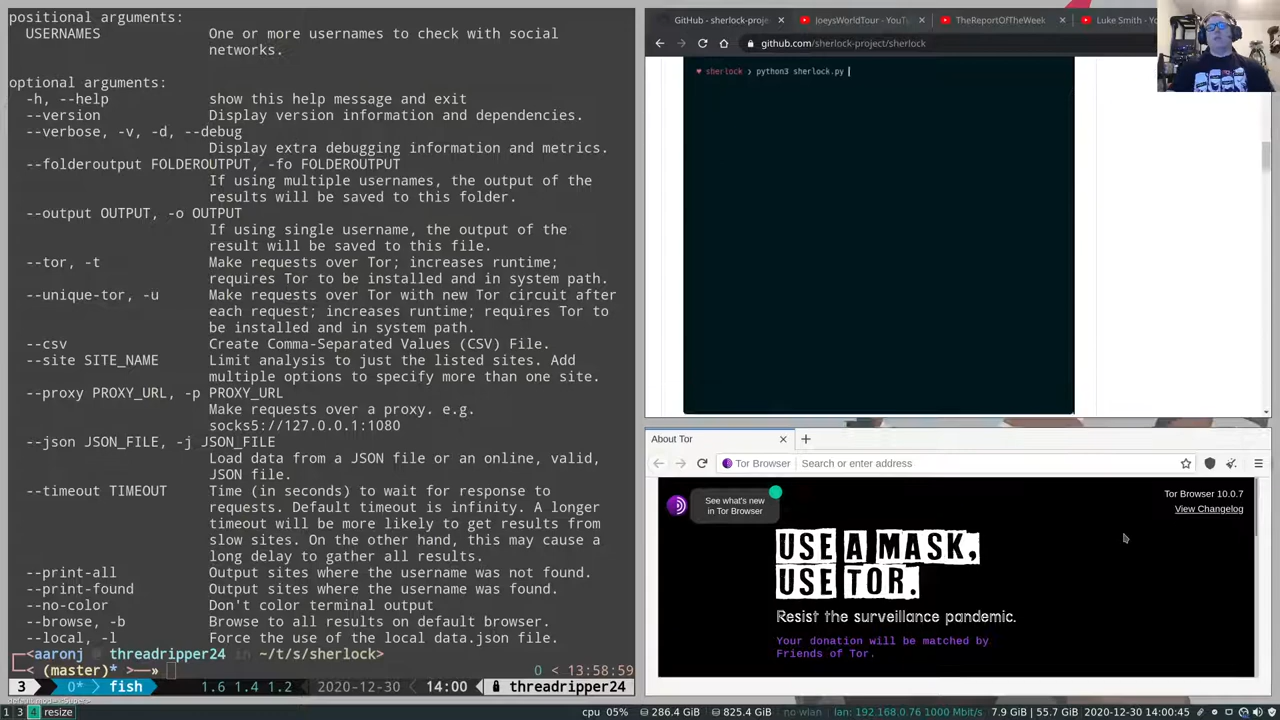 positional arguments:
USERNAMES One or more usernames to check with social
networks.
optional arguments:
-h, --help show this help message and exit
--version Display version information and dependencies.
--verbose, -v, -d, --debug
Display extra debugging information and metrics.
--folderoutput FOLDEROUTPUT, -fo FOLDEROUTPUT
If using multiple usernames, the output of the
results will be saved to this folder.
--output OUTPUT, -o OUTPUT
If using single username, the output of the
result will be saved to this file.
--tor, -t Make requests over Tor; increases runtime;
requires Tor to be installed and in system path.
--unique-tor, -u Make requests over Tor with new Tor circuit after
each request; increases runtime; requires Tor to
be installed and in system path.
--csv Create Comma-Separated Values (CSV) File.
--site SITE_NAME Limit analysis to just the listed sites. Add
multiple options to specify more than one site.
--proxy PROXY_URL, -p PROXY_URL
Make requests over a proxy. e.g.
socks5://127.0.0.1:1080
--json JSON_FILE, -j JSON_FILE
Load data from a JSON file or an online, valid,
JSON file.
--timeout TIMEOUT Time (in seconds) to wait for response to
requests. Default timeout is infinity. A longer
timeout will be more likely to get results from
slow sites. On the other hand, this may cause a
long delay to gather all results.
--print-all Output sites where the username was not found.
--print-found Output sites where the username was found.
--no-color Don't color terminal output
--browse, -b Browse to all results on default browser.
--local, -l Force the use of the local data.json file.
<aaronj threadripper24 in ~/t/s/sherlock>
< (master)* >—» 0 < 13:58:59
3 0* fish 1.6 1.4 1.2 2020-12-30 14:00 threadripper24
GitHub - sherlock-proje
JoeysWorldTour - YouTu
TheReportOfTheWeek
Luke Smith - Yo
github.com/sherlock-project/sherlock
♥ sherlock ❯ python3 sherlock.py
About Tor
Tor Browser Search or enter address
See what's new
in Tor Browser
Tor Browser 10.0.7
View Changelog
USE A MASK,
USE TOR.
Resist the surveillance pandemic.
Your donation will be matched by
Friends of Tor.
1 3 4 resize cpu 05% 286.4 GiB 825.4 GiB no wlan lan: 192.168.0.76 1000 Mbit/s 7.9 GiB | 55.7 GiB 2020-12-30 14:00:45